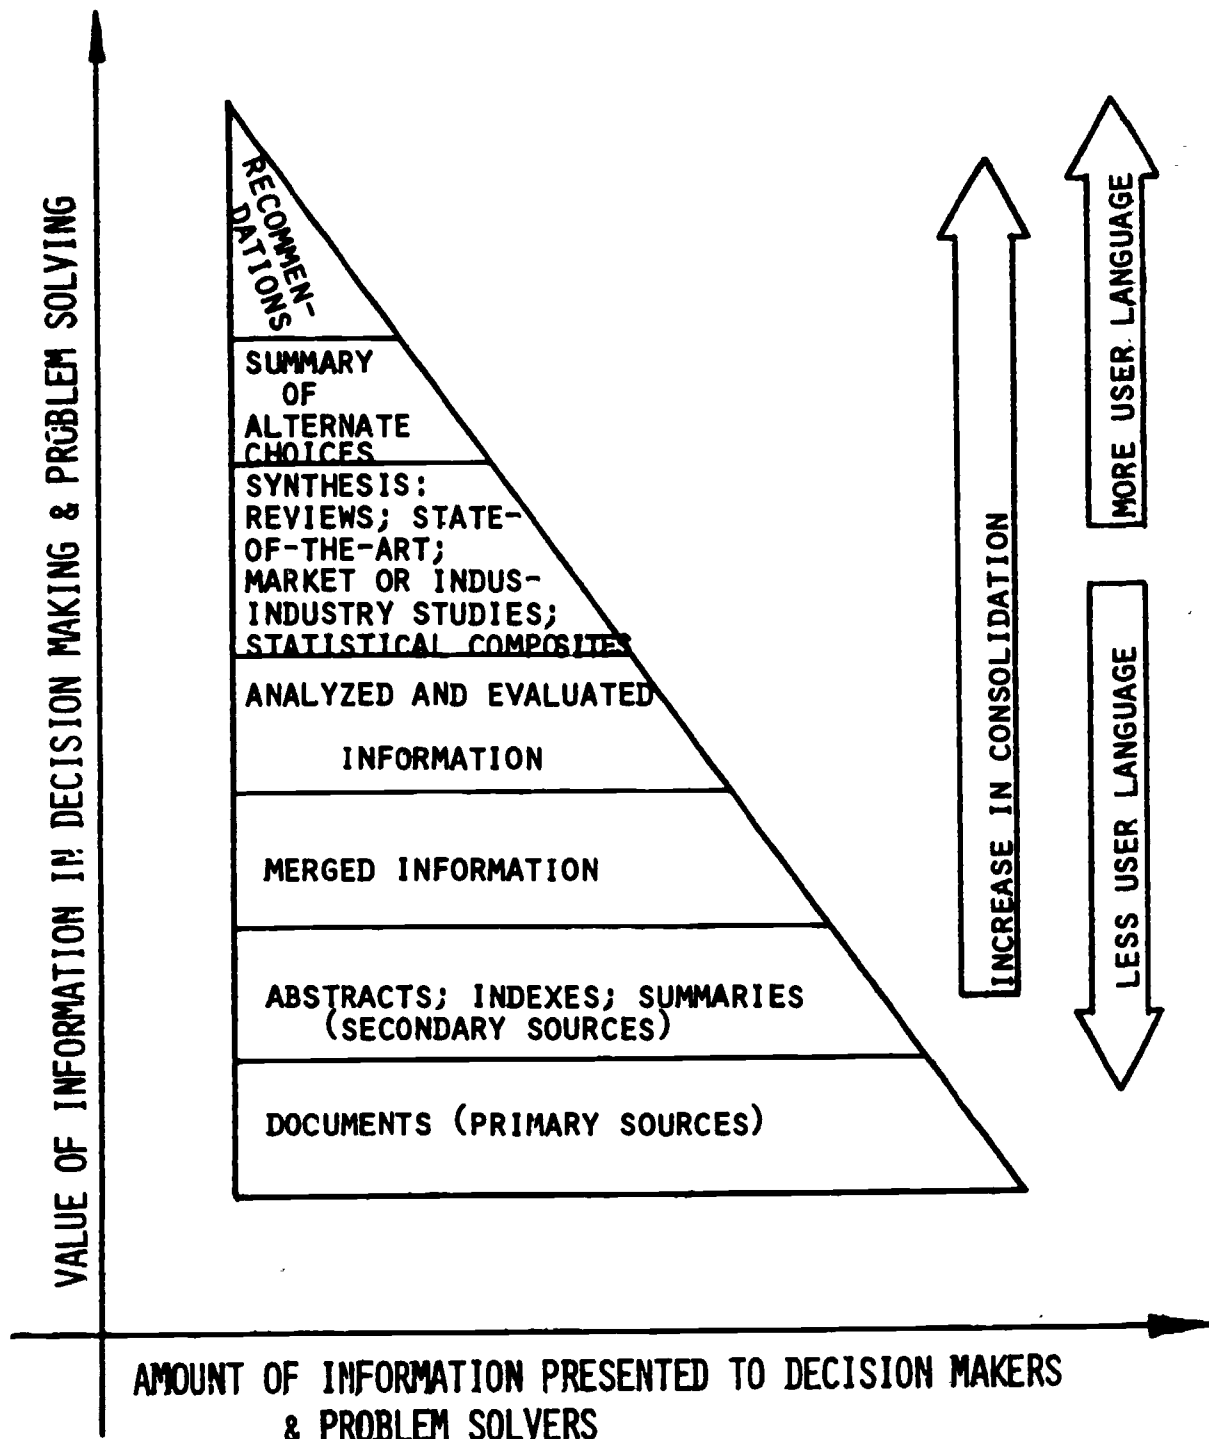 VALUE OF INFORMATION IN DECISION MAKING & PROBLEM SOLVING
RECOMMEN-
DATIONS
SUMMARY
OF
ALTERNATE
CHOICES
SYNTHESIS:
REVIEWS; STATE-
OF-THE-ART;
MARKET OR INDUS-
INDUSTRY STUDIES;
STATISTICAL COMPOSITES
ANALYZED AND EVALUATED
INFORMATION
MERGED INFORMATION
ABSTRACTS; INDEXES; SUMMARIES
(SECONDARY SOURCES)
DOCUMENTS (PRIMARY SOURCES)
INCREASE IN CONSOLIDATION
MORE USER LANGUAGE
LESS USER LANGUAGE
AMOUNT OF INFORMATION PRESENTED TO DECISION MAKERS
& PROBLEM SOLVERS